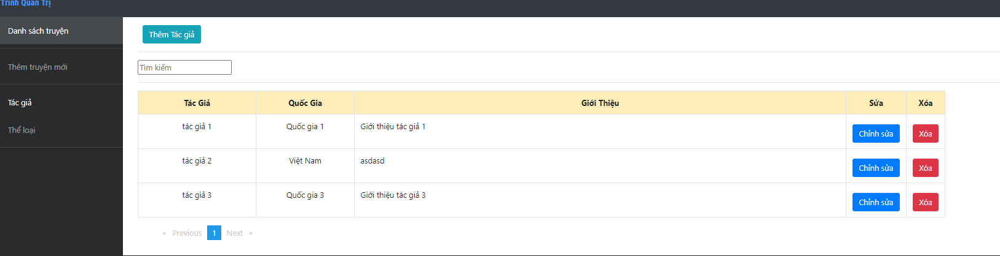 Trình Quản Trị
Danh sách truyện
Thêm truyện mới
Tác giả
Thể loại
Thêm Tác giả
Tìm kiếm
Tác Giả Quốc Gia Giới Thiệu Sửa Xóa
tác giả 1 Quốc gia 1 Giới thiệu tác giả 1 Chỉnh sửa Xóa
tác giả 2 Việt Nam asdasd Chỉnh sửa Xóa
tác giả 3 Quốc gia 3 Giới thiệu tác giả 3 Chỉnh sửa Xóa
« Previous 1 Next »